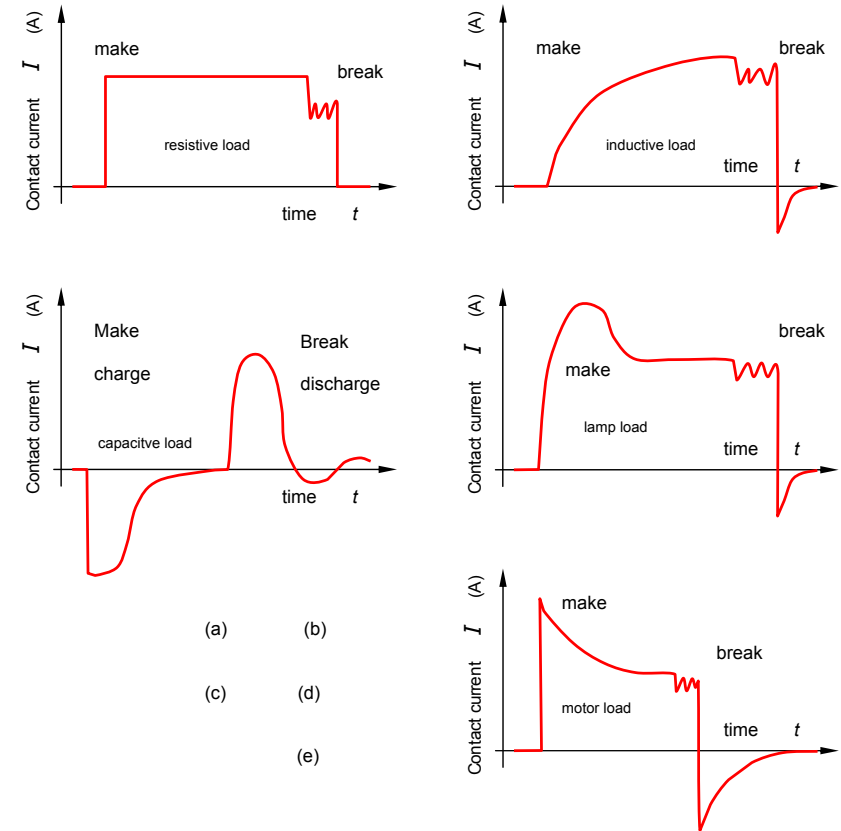 Contact current I (A)
make
break
resistive load
time t
Contact current I (A)
make
break
inductive load
time t
Contact current I (A)
Make
charge
Break
discharge
capacitve load
time t
Contact current I (A)
make
break
lamp load
time t
Contact current I (A)
make
break
motor load
time t
(a) (b)
(c) (d)
(e)